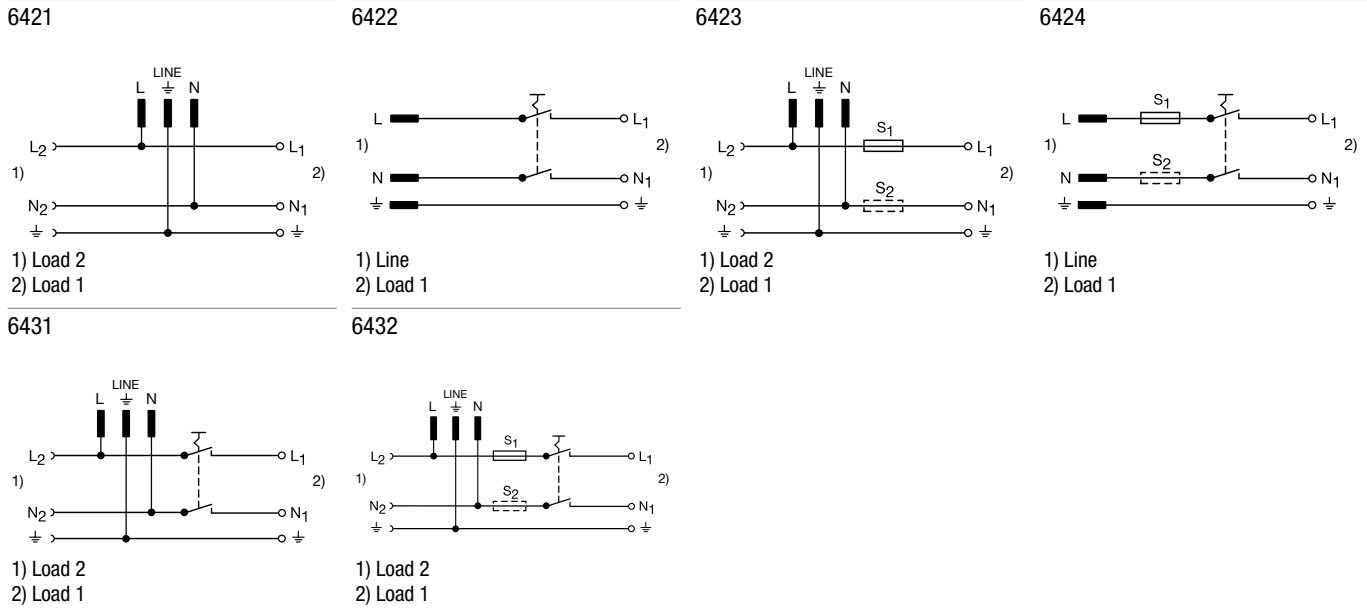 6421
LINE
L ⏚ N
L2 L1
1) 2)
N2 N1
⏚ ⏚
1) Load 2
2) Load 1
6422
L L1
1) 2)
N N1
⏚ ⏚
1) Line
2) Load 1
6423
LINE
L ⏚ N
S1
L2 L1
1) 2)
S2
N2 N1
⏚ ⏚
1) Load 2
2) Load 1
6424
S1
L L1
1) 2)
S2
N N1
⏚ ⏚
1) Line
2) Load 1
6431
LINE
L ⏚ N
L2 L1
1) 2)
N2 N1
⏚ ⏚
1) Load 2
2) Load 1
6432
LINE
L ⏚ N
S1
L2 L1
1) 2)
S2
N2 N1
⏚ ⏚
1) Load 2
2) Load 1